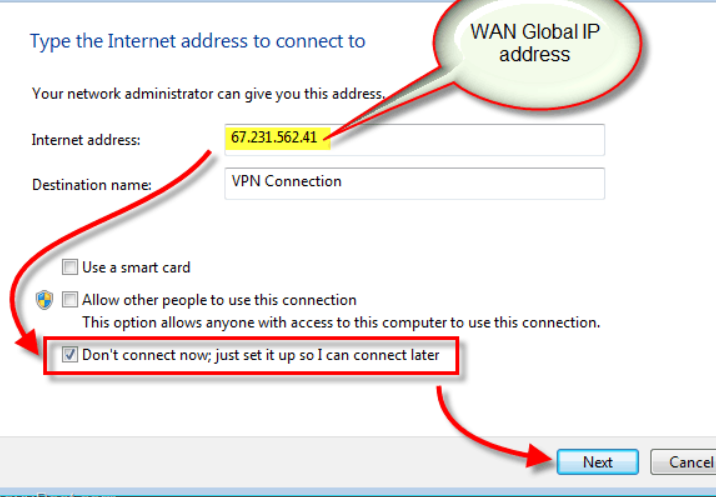 WAN Global IP
address
Type the Internet address to connect to
Your network administrator can give you this address.
Internet address:
67.231.562.41
Destination name:
VPN Connection
Use a smart card
Allow other people to use this connection
This option allows anyone with access to this computer to use this connection.
Don't connect now; just set it up so I can connect later
Next
Cancel